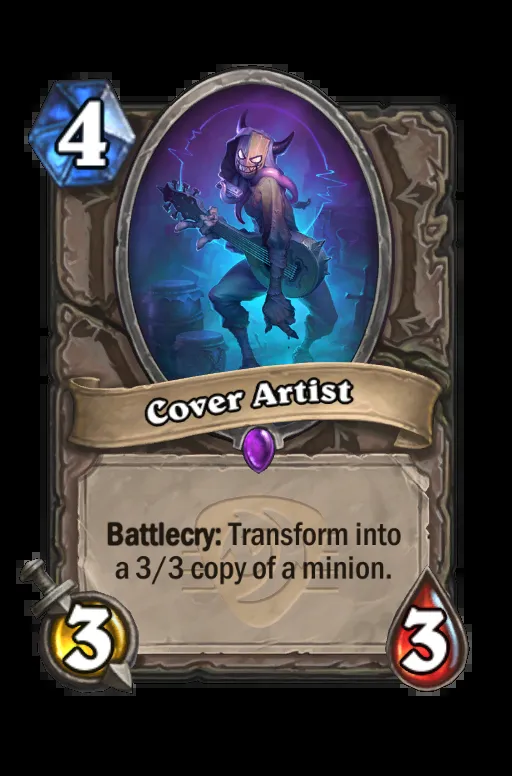 4
Cover Artist
Battlecry: Transform into
a 3/3 copy of a minion.
3
3